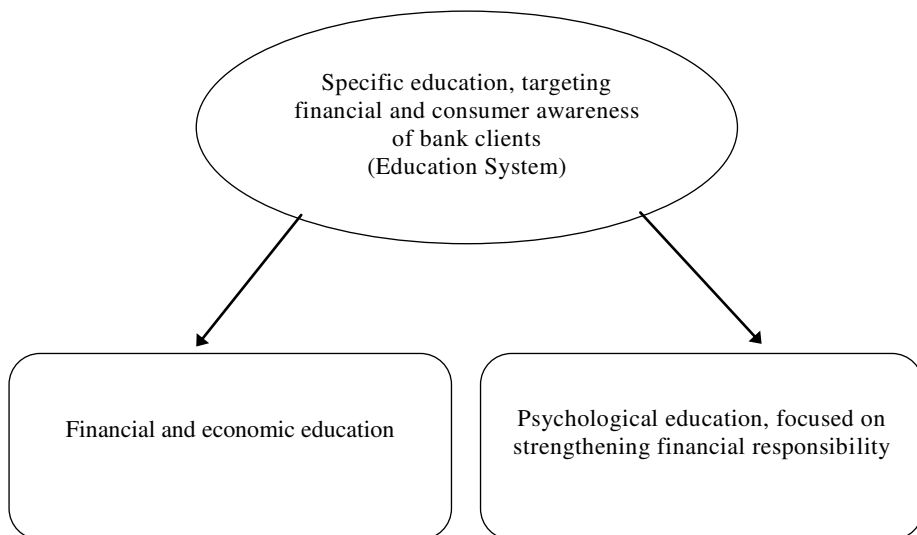 Specific education, targeting
financial and consumer awareness
of bank clients
(Education System)
Financial and economic education
Psychological education, focused on
strengthening financial responsibility